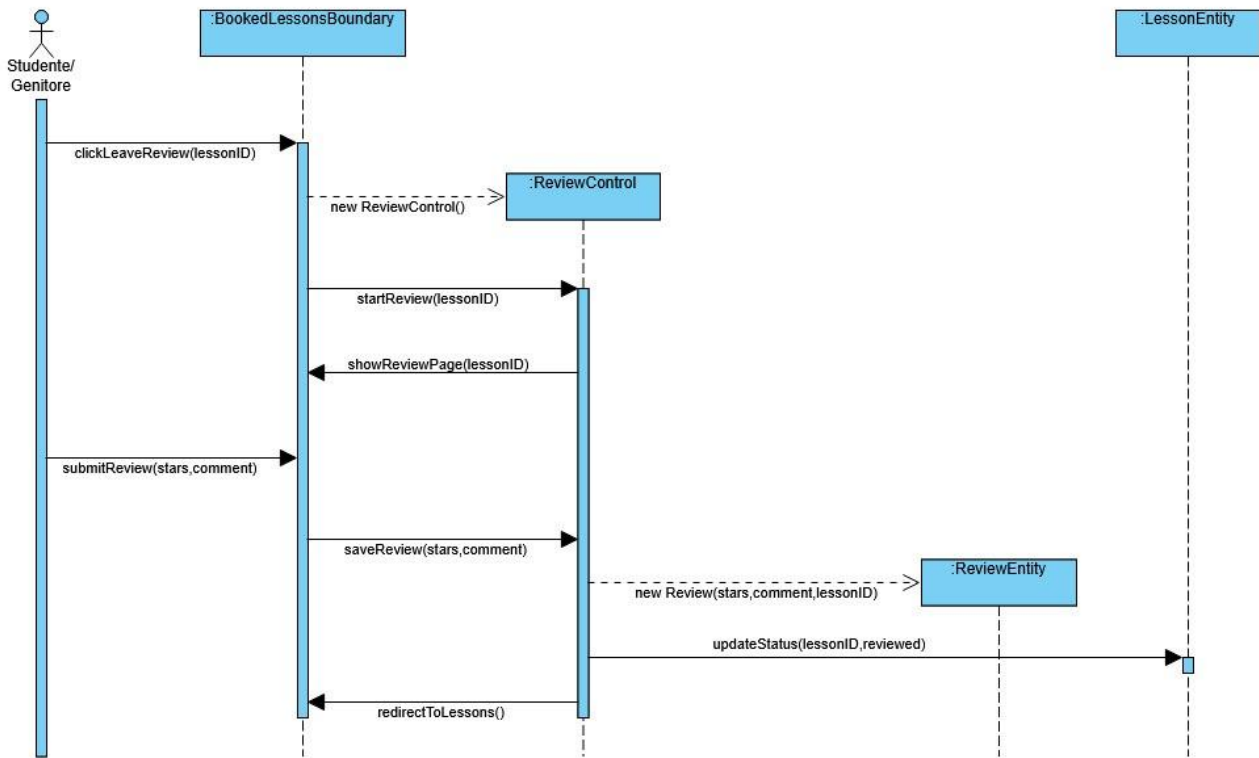 :BookedLessonsBoundary
:LessonEntity
Studente/
Genitore
clickLeaveReview(lessonID)
:ReviewControl
new ReviewControl()
startReview(lessonID)
showReviewPage(lessonID)
submitReview(stars,comment)
saveReview(stars,comment)
:ReviewEntity
new Review(stars,comment,lessonID)
updateStatus(lessonID,reviewed)
redirectToLessons()